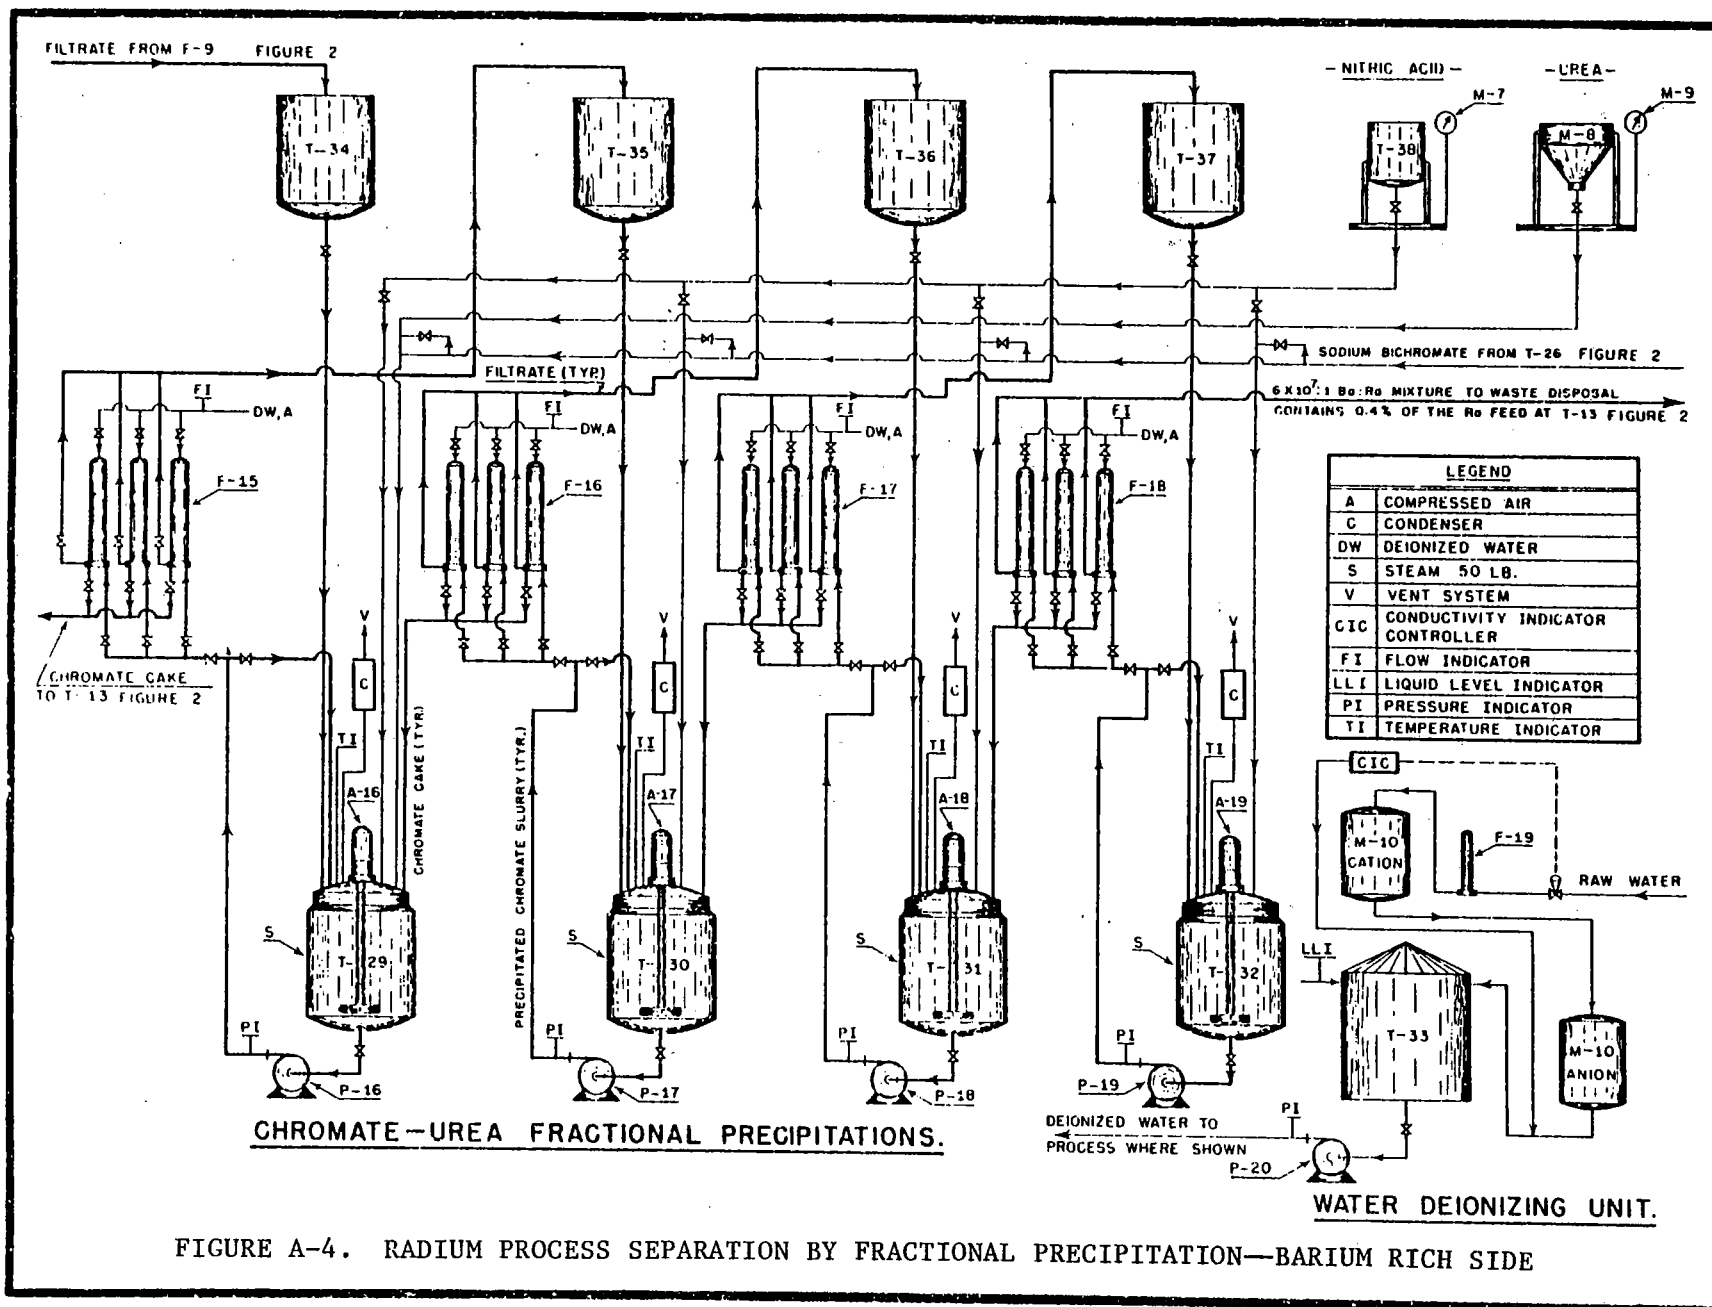 FILTRATE FROM F-9 FIGURE 2
-NITRIC ACID-
-UREA-
M-7
M-9
T-34
T-35
T-36
T-37
T-38
M-8
SODIUM BICHROMATE FROM T-26 FIGURE 2
FILTRATE (TYP.)
6 X 10⁷:1 Ba:Ra MIXTURE TO WASTE DISPOSAL
CONTAINS 0.4% OF THE Ra FEED AT T-13 FIGURE 2
FI
DW, A
FI
DW, A
FI
DW, A
FI
DW, A
F-15
F-16
F-17
F-18
LEGEND
A COMPRESSED AIR
C CONDENSER
DW DEIONIZED WATER
S STEAM 50 LB.
V VENT SYSTEM
CIC CONDUCTIVITY INDICATOR
CONTROLLER
FI FLOW INDICATOR
LLI LIQUID LEVEL INDICATOR
PI PRESSURE INDICATOR
TI TEMPERATURE INDICATOR
CHROMATE CAKE
TO T-13 FIGURE 2
V
V
V
V
C
C
C
C
TI
TI
TI
TI
CHROMATE CAKE (TYP.)
PRECIPITATED CHROMATE SLURRY (TYP.)
A-16
A-17
A-18
A-19
CIC
M-10
CATION
F-19
RAW WATER
S
S
S
S
T-29
T-30
T-31
T-32
LLI
T-33
M-10
ANION
PI
PI
PI
PI
P-16
P-17
P-18
P-19
DEIONIZED WATER TO
PROCESS WHERE SHOWN
PI
P-20
CHROMATE-UREA FRACTIONAL PRECIPITATIONS.
WATER DEIONIZING UNIT.
FIGURE A-4. RADIUM PROCESS SEPARATION BY FRACTIONAL PRECIPITATION—BARIUM RICH SIDE